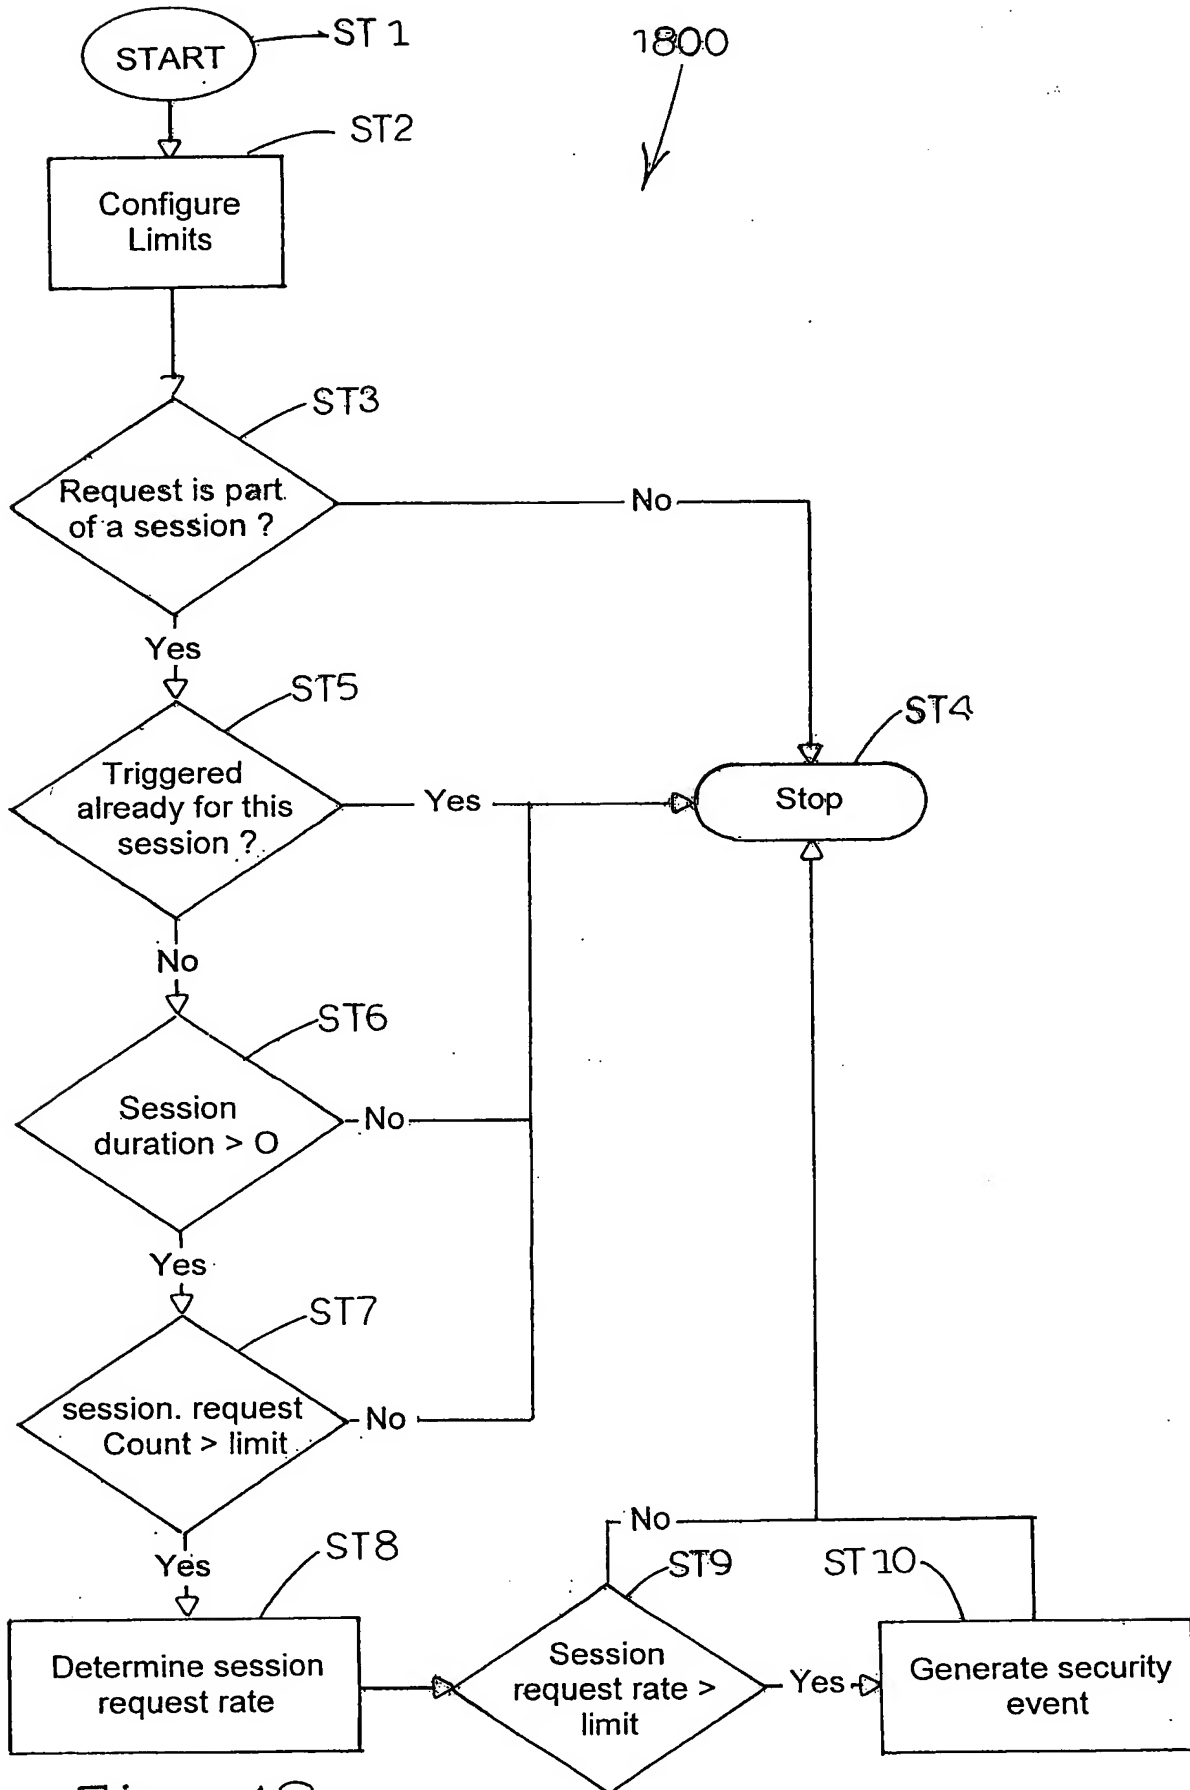 START
ST 1
1800
ST2
Configure
Limits
ST3
Request is part
of a session ?
No
Yes
ST5
Triggered
already for this
session ?
Yes
ST4
Stop
No
ST6
Session
duration > O
No
Yes
ST7
session. request
Count > limit
No
Yes
ST8
No
ST9
ST 10
Determine session
request rate
Session
request rate >
limit
Yes
Generate security
event